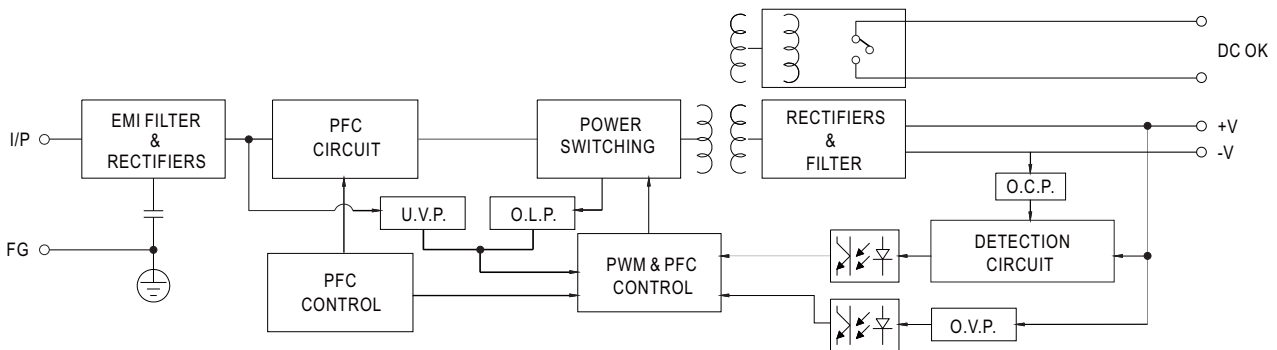 DC OK
I/P
EMI FILTER
&
RECTIFIERS
PFC
CIRCUIT
POWER
SWITCHING
RECTIFIERS
&
FILTER
+V
-V
O.C.P.
U.V.P.
O.L.P.
FG
PFC
CONTROL
PWM & PFC
CONTROL
DETECTION
CIRCUIT
O.V.P.